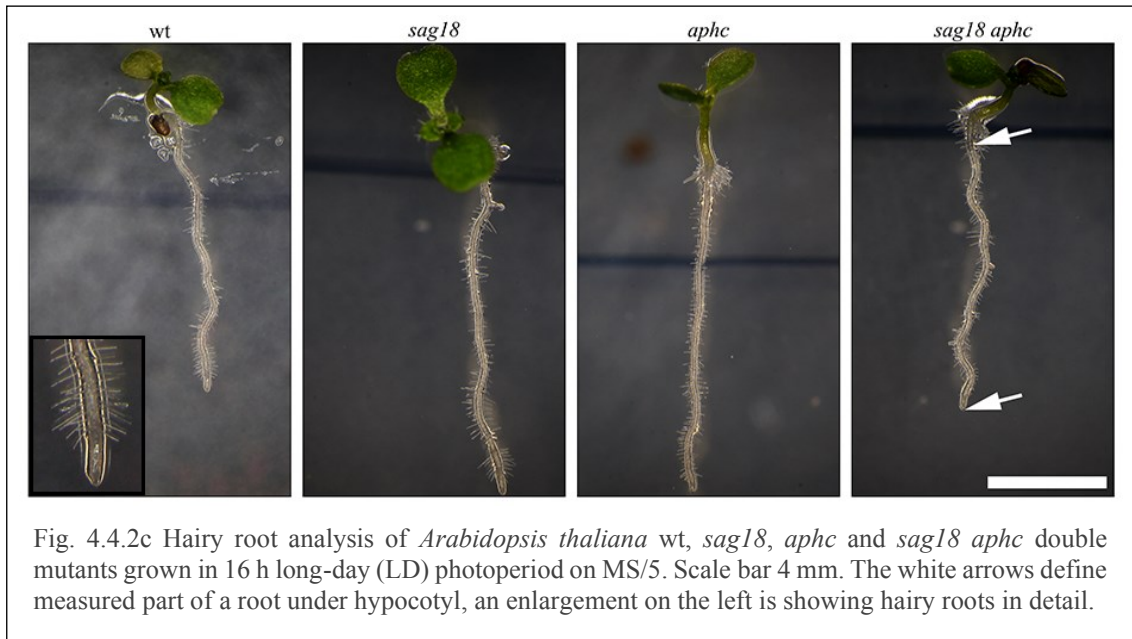 wt sag18 aphc sag18 aphc
Fig. 4.4.2c Hairy root analysis of Arabidopsis thaliana wt, sag18, aphc and sag18 aphc double
mutants grown in 16 h long-day (LD) photoperiod on MS/5. Scale bar 4 mm. The white arrows define
measured part of a root under hypocotyl, an enlargement on the left is showing hairy roots in detail.